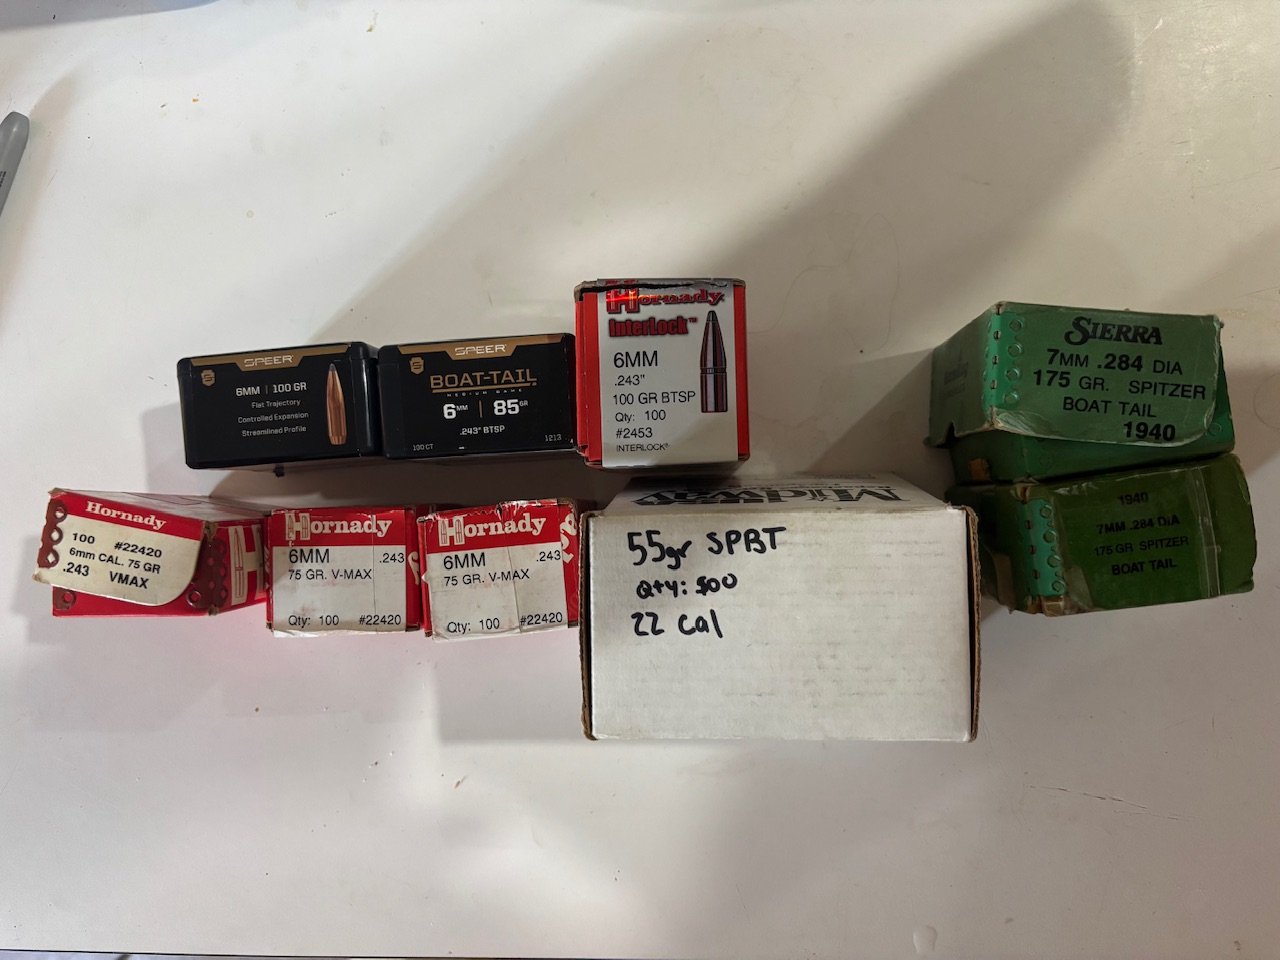 SPEER
6MM | 100 GR
Flat Trajectory
Controlled Expansion
Streamlined Profile
SPEER
BOAT-TAIL
MEDIUM GAME
6MM | 85GR
.243" BTSP
100 CT
1213
Hornady
InterLock™
6MM
.243"
100 GR BTSP
Qty: 100
#2453
INTERLOCK®
SIERRA
7MM .284 DIA
175 GR. SPITZER
BOAT TAIL
1940
Hornady
100 #22420
6mm CAL. 75 GR
.243 VMAX
Hornady
6MM .243
75 GR. V-MAX
Qty: 100 #22420
Hornady
6MM .243
75 GR. V-MAX
Qty: 100 #22420
Midway
55gr SPBT
Qty: 500
22 Cal
1940
7MM .284 DIA
175 GR SPITZER
BOAT TAIL